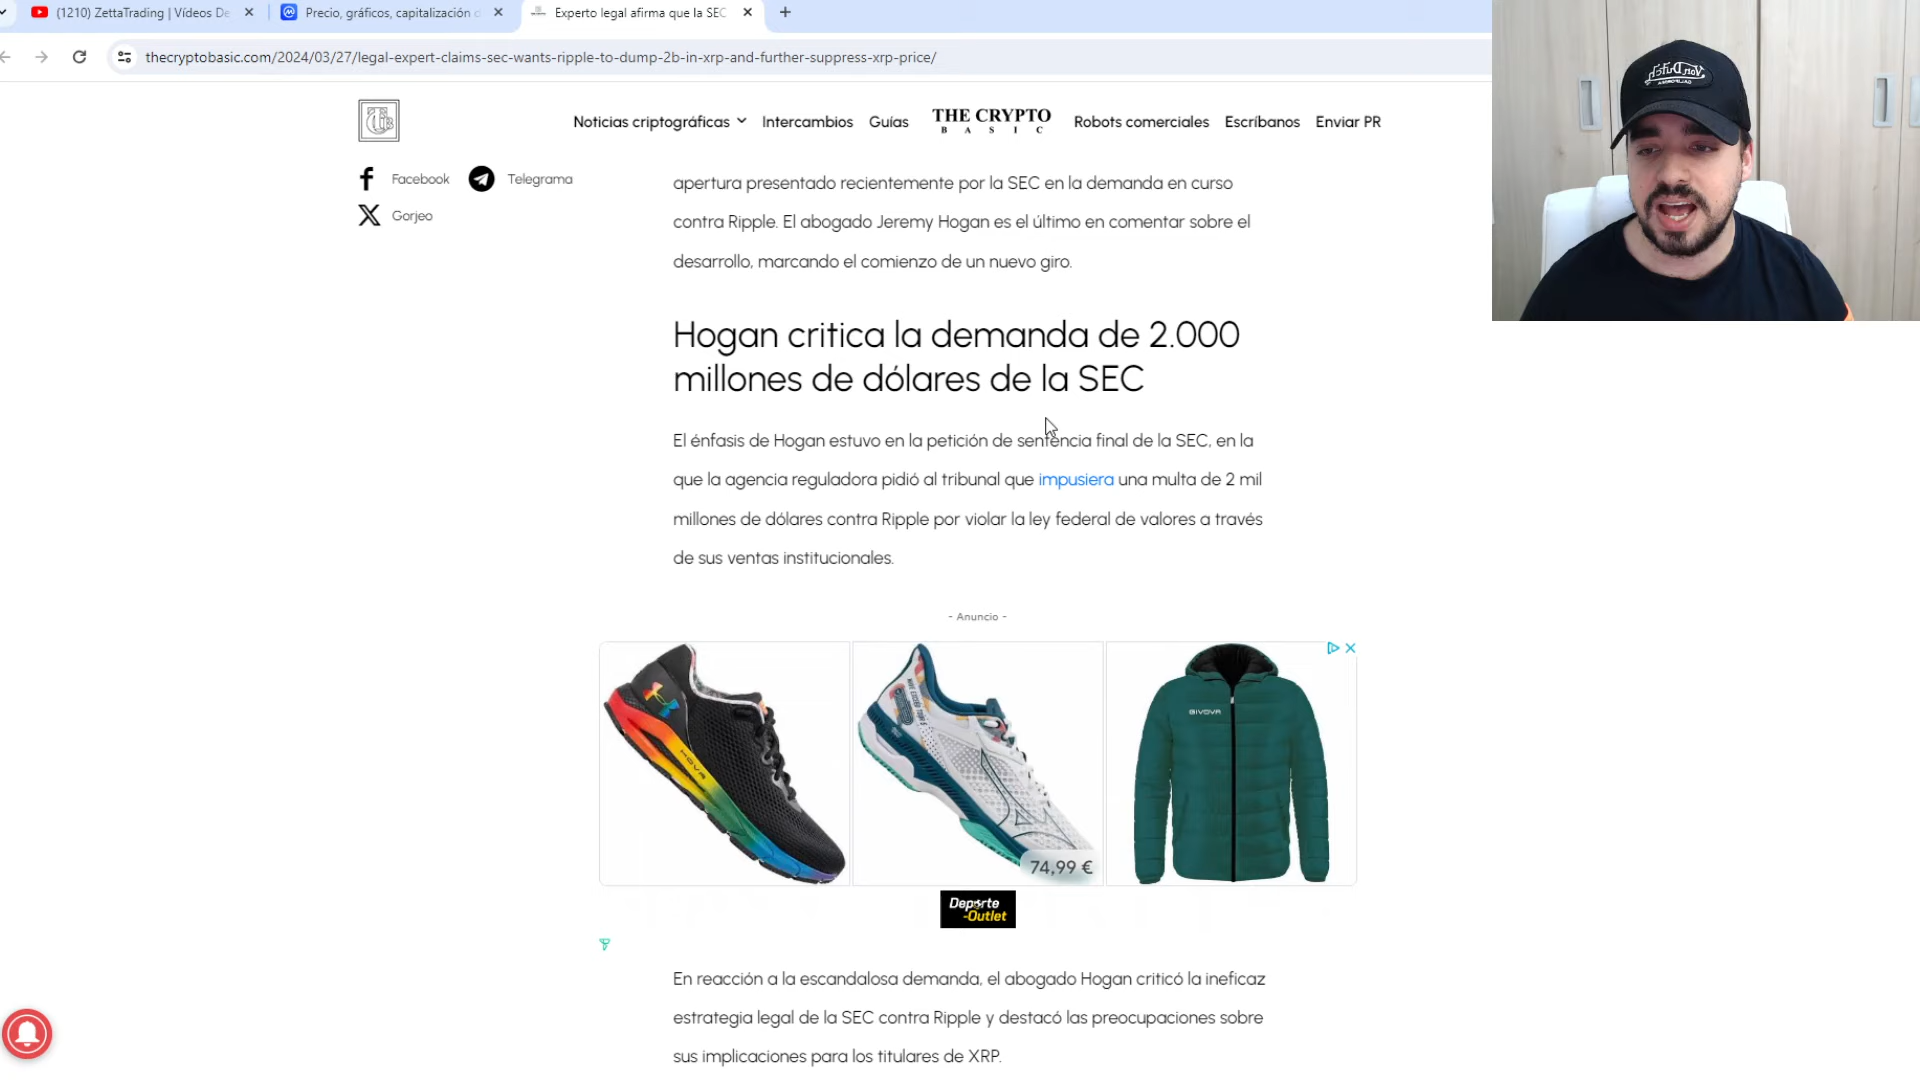 (1210) ZettaTrading | Vídeos De
Precio, gráficos, capitalización d
Experto legal afirma que la SEC
thecryptobasic.com/2024/03/27/legal-expert-claims-sec-wants-ripple-to-dump-2b-in-xrp-and-further-suppress-xrp-price/
Von Dutch
Noticias criptográficas
Intercambios
Guías
THE CRYPTO
BASIC
Robots comerciales
Escríbanos
Enviar PR
Facebook
Telegrama
Gorjeo
apertura presentado recientemente por la SEC en la demanda en curso
contra Ripple. El abogado Jeremy Hogan es el último en comentar sobre el
desarrollo, marcando el comienzo de un nuevo giro.
Hogan critica la demanda de 2.000
millones de dólares de la SEC
El énfasis de Hogan estuvo en la petición de sentencia final de la SEC, en la
que la agencia reguladora pidió al tribunal que impusiera una multa de 2 mil
millones de dólares contra Ripple por violar la ley federal de valores a través
de sus ventas institucionales.
- Anuncio -
HOVR
GIVOVA
74,99 €
Deporte
-Outlet
En reacción a la escandalosa demanda, el abogado Hogan criticó la ineficaz
estrategia legal de la SEC contra Ripple y destacó las preocupaciones sobre
sus implicaciones para los titulares de XRP.